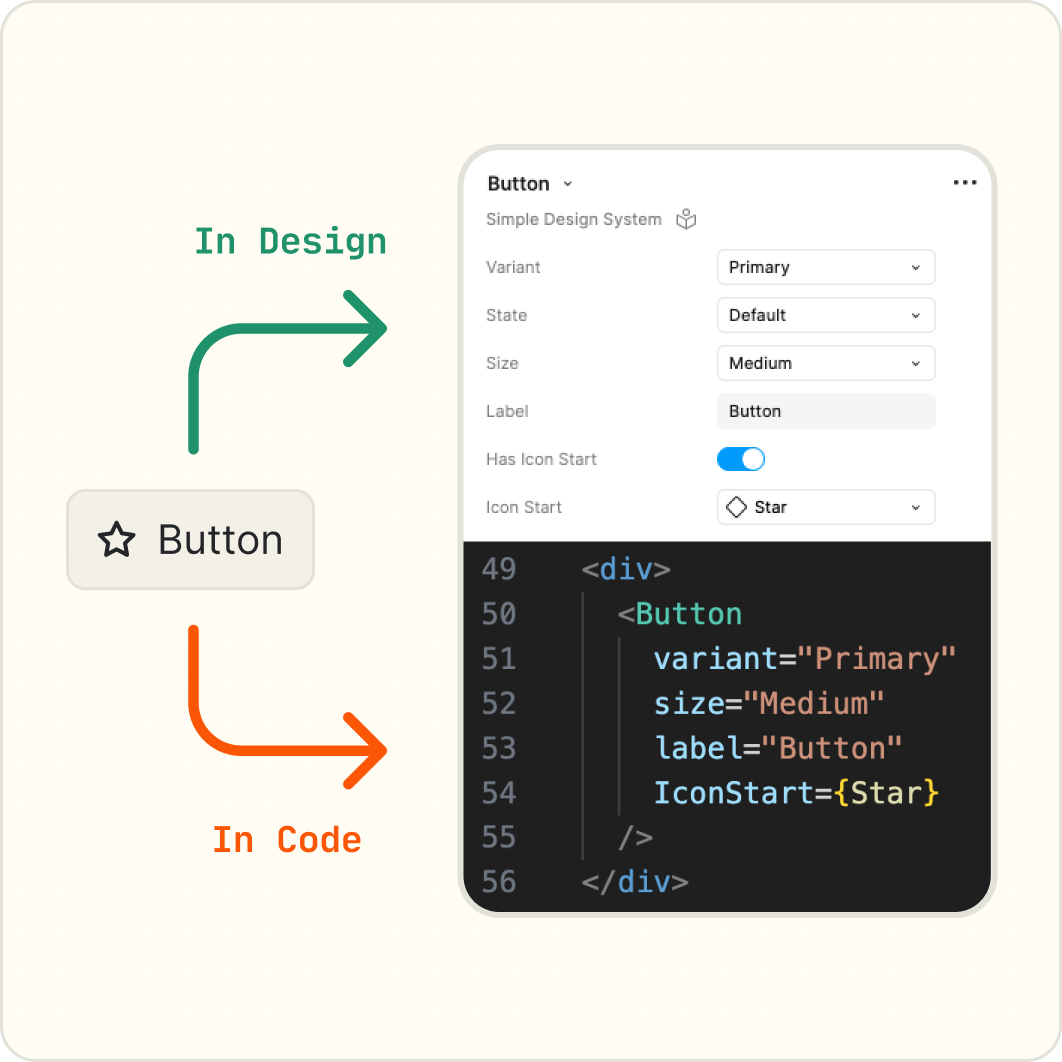 In Design
Button
In Code
Button
Simple Design System
Variant Primary
State Default
Size Medium
Label Button
Has Icon Start
Icon Start Star
49 <div>
50 <Button
51 variant="Primary"
52 size="Medium"
53 label="Button"
54 IconStart={Star}
55 />
56 </div>